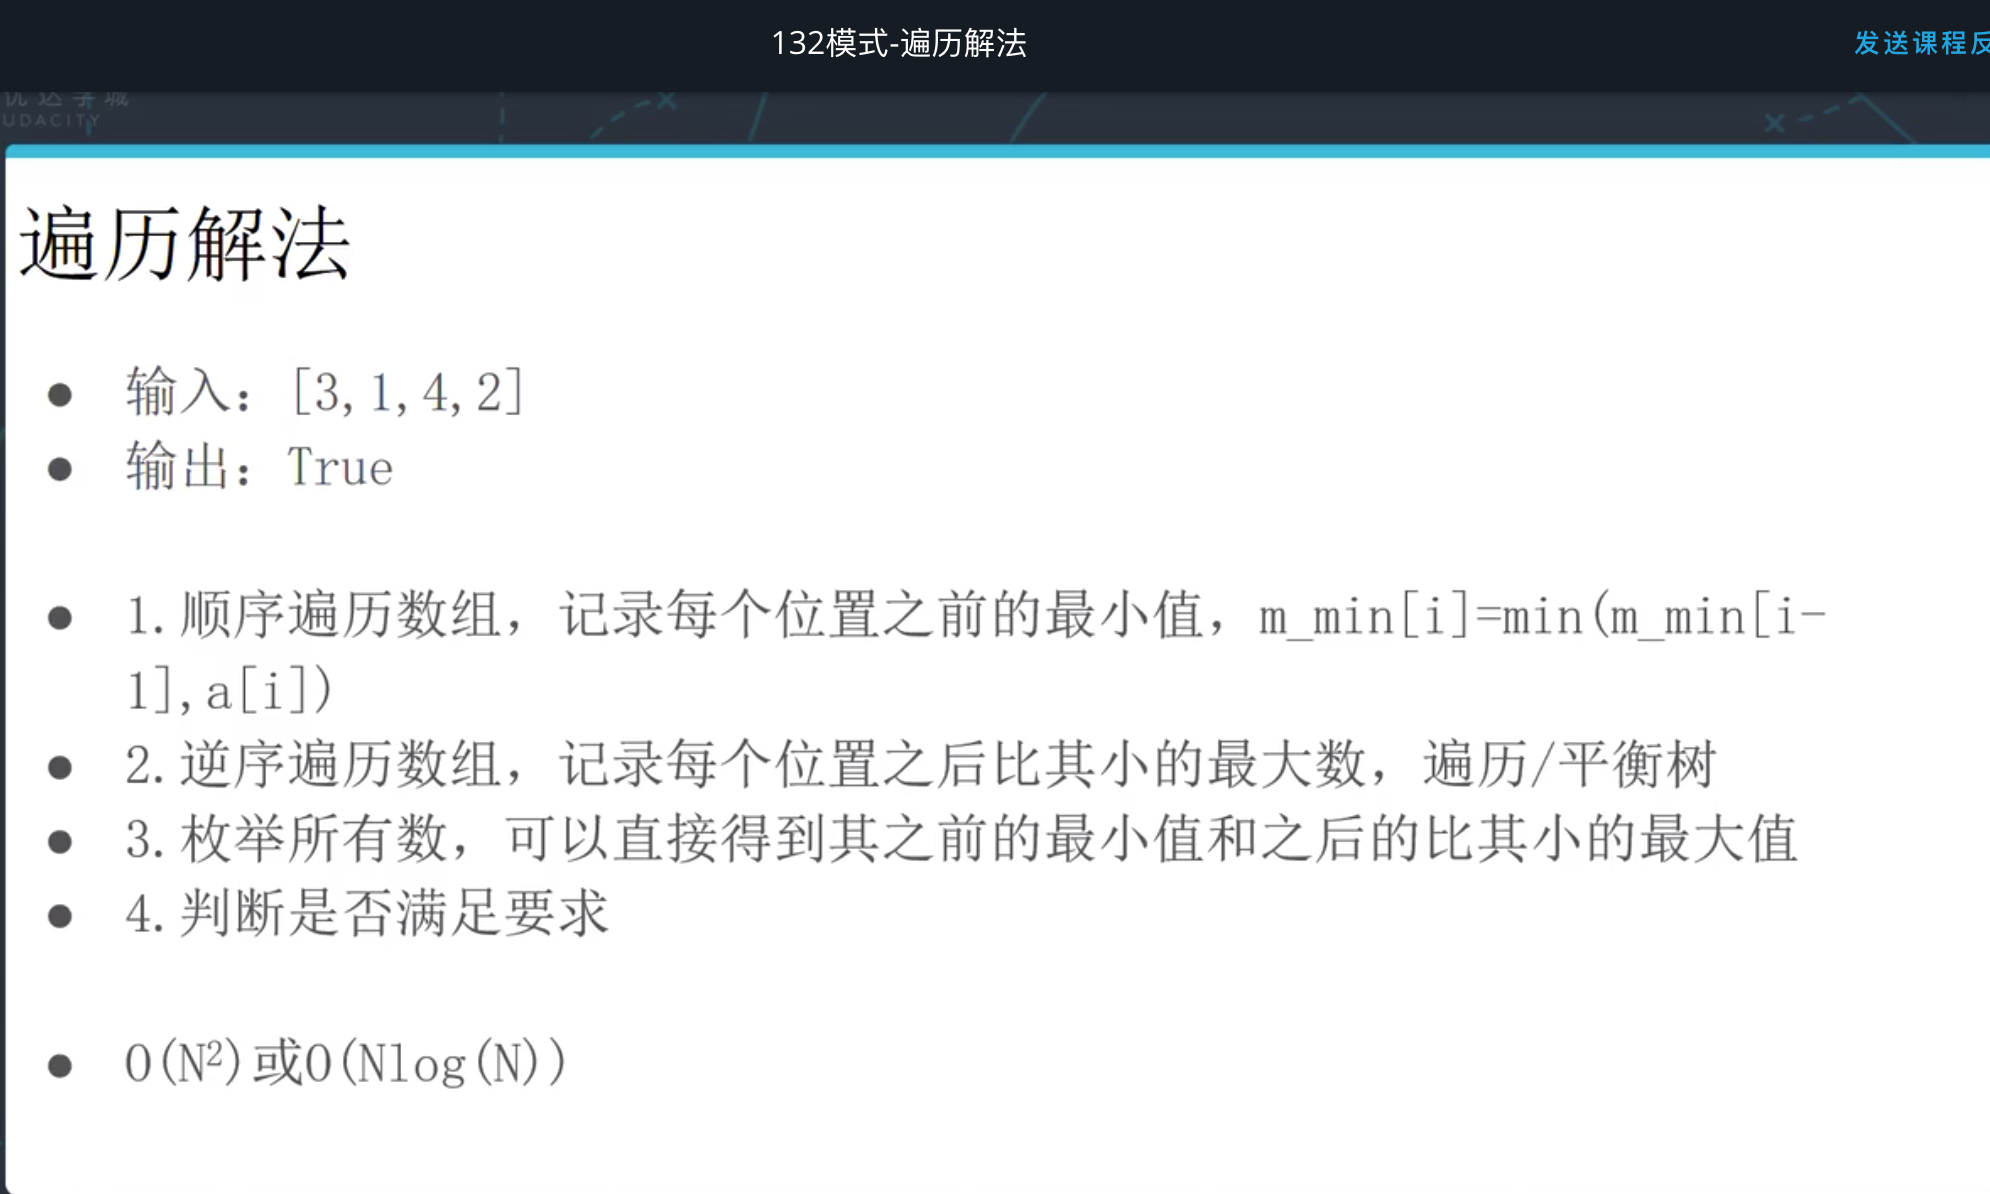 132模式-遍历解法
发送课程
优达学城
UDACITY
遍历解法
● 输入：[3,1,4,2]
● 输出：True
● 1.顺序遍历数组，记录每个位置之前的最小值，m_min[i]=min(m_min[i-
1],a[i])
● 2.逆序遍历数组，记录每个位置之后比其小的最大数，遍历/平衡树
● 3.枚举所有数，可以直接得到其之前的最小值和之后的比其小的最大值
● 4.判断是否满足要求
● O(N²)或O(Nlog(N))